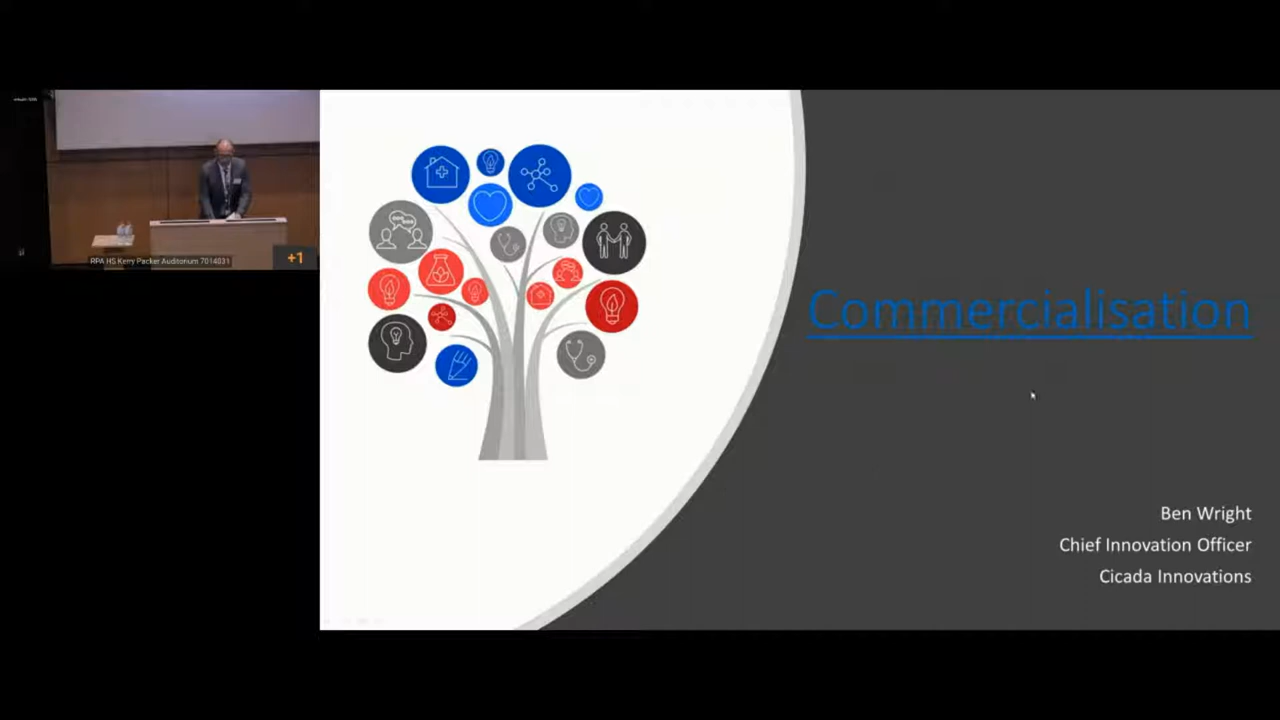 RPA HS Kerry Packer Auditorium 7014031
+1
Commercialisation
Ben Wright
Chief Innovation Officer
Cicada Innovations